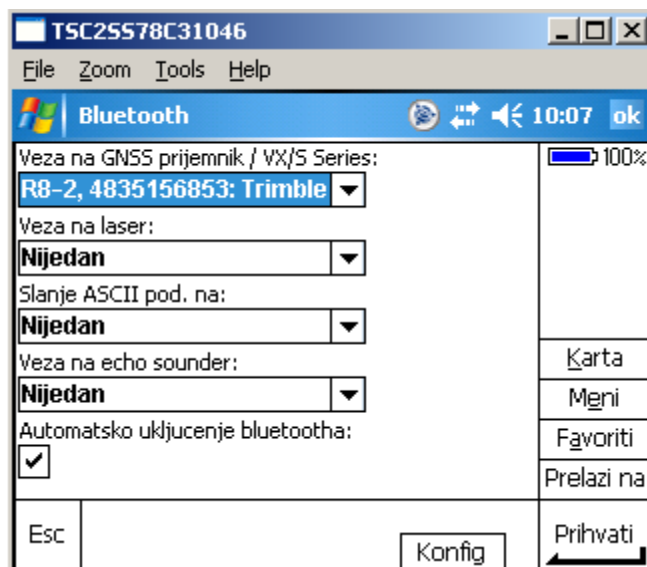 TSC2SS78C31046
File Zoom Tools Help
Bluetooth 10:07 ok
Veza na GNSS prijemnik / VX/S Series:
100%
R8-2, 4835156853: Trimble
Veza na laser:
Nijedan
Slanje ASCII pod. na:
Nijedan
Veza na echo sounder:
Nijedan
Automatsko ukljucenje bluetootha:
Karta
Meni
Favoriti
Prelazi na
Esc
Konfig
Prihvati